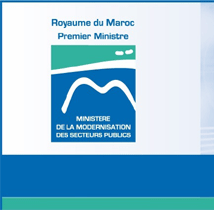 Royaume du Maroc
Premier Ministre
MINISTERE
DE LA MODERNISATION
DES SECTEURS PUBLICS